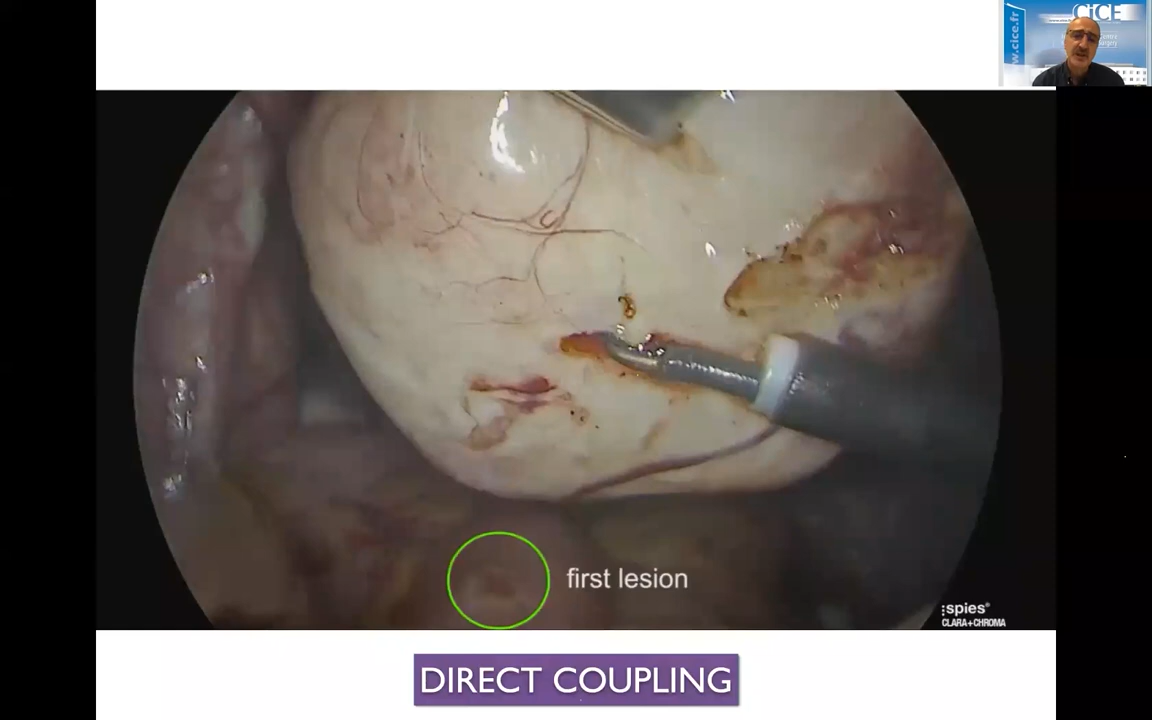 CiCE
www.cice.fr
first lesion
:spies®
CLARA+CHROMA
DIRECT COUPLING